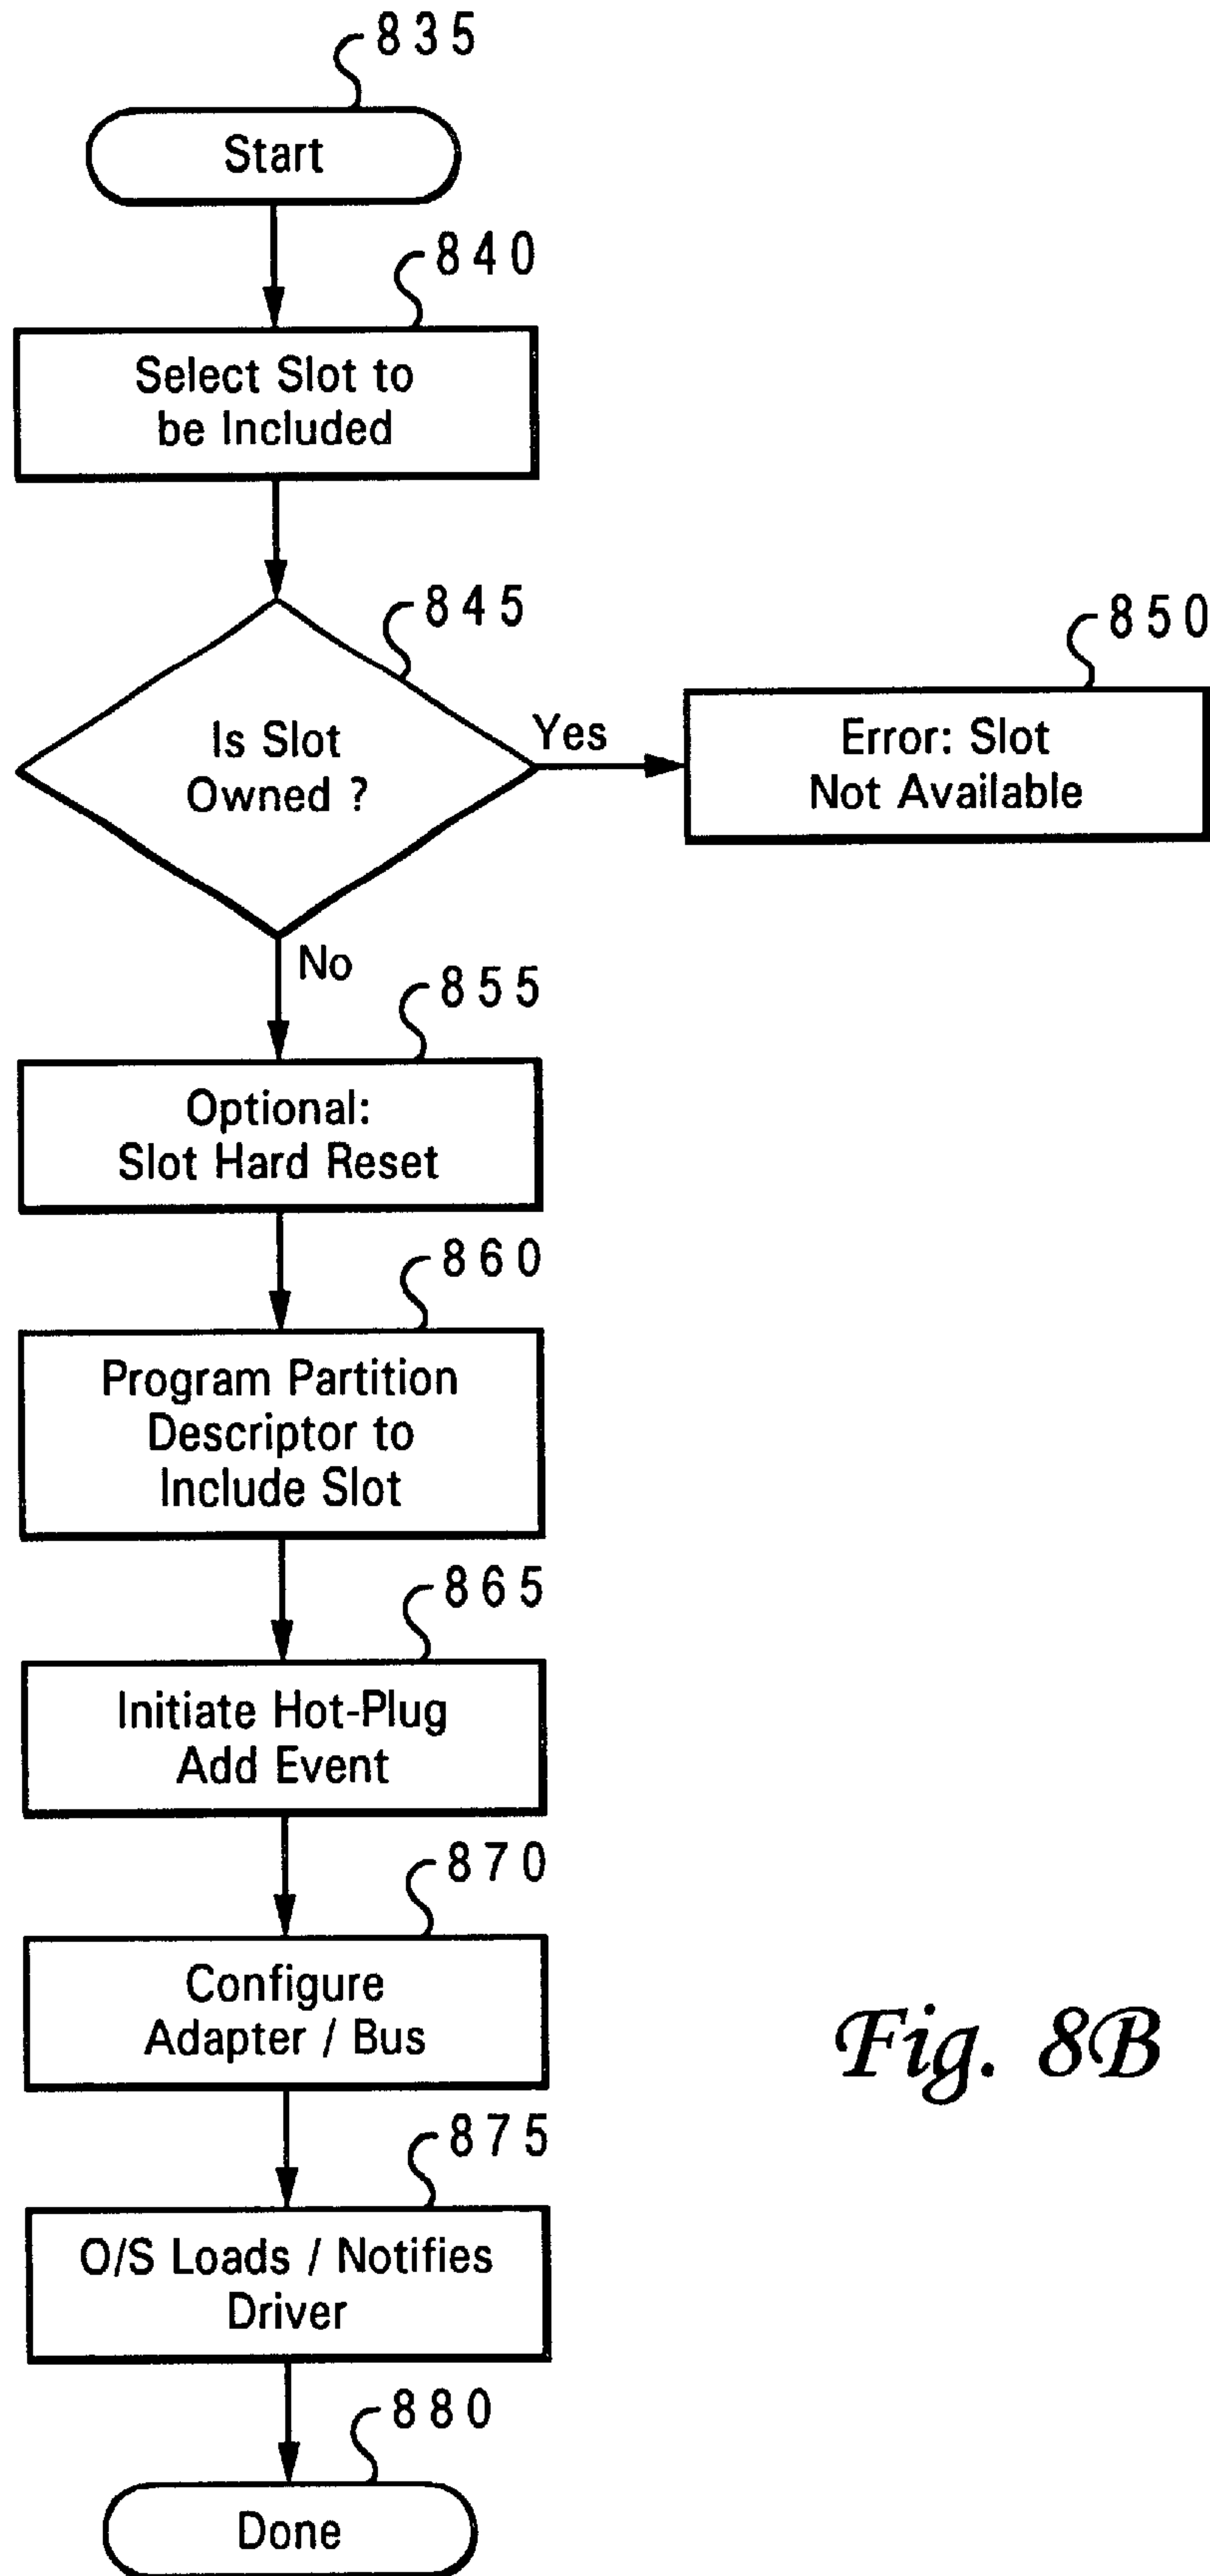 835
Start
840
Select Slot to
be Included
845
Is Slot
Owned ?
Yes
850
Error: Slot
Not Available
No
855
Optional:
Slot Hard Reset
860
Program Partition
Descriptor to
Include Slot
865
Initiate Hot-Plug
Add Event
870
Configure
Adapter / Bus
875
O/S Loads / Notifies
Driver
880
Done
Fig. 8B